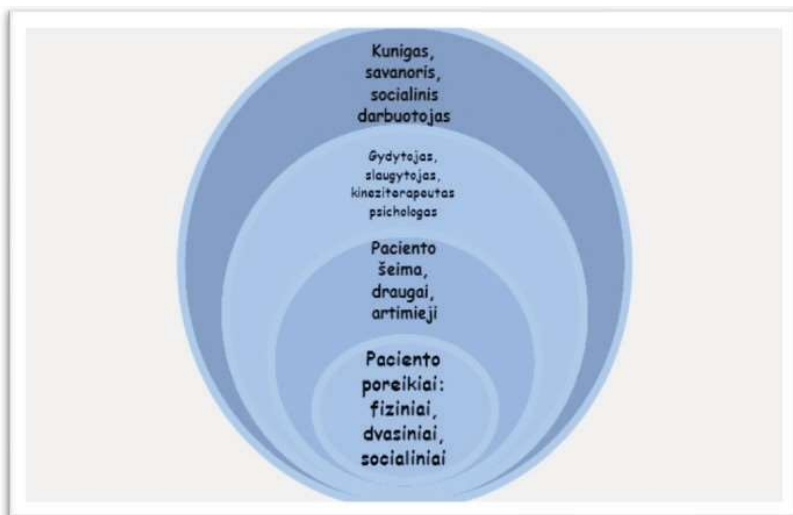 Kunigas,
savanoris,
socialinis
darbuotojas
Gydytojas,
slaugytojas,
kineziterapeutas
psichologas
Paciento
šeima,
draugai,
artimieji
Paciento
poreikiai:
fiziniai,
dvasiniai,
socialiniai